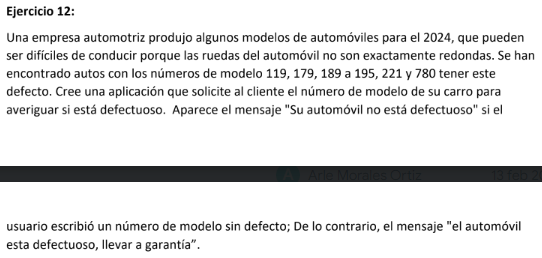 Ejercicio 12:
Una empresa automotriz produjo algunos modelos de automóviles para el 2024, que pueden
ser difíciles de conducir porque las ruedas del automóvil no son exactamente redondas. Se han
encontrado autos con los números de modelo 119, 179, 189 a 195, 221 y 780 tener este
defecto. Cree una aplicación que solicite al cliente el número de modelo de su carro para
averiguar si está defectuoso.  Aparece el mensaje "Su automóvil no está defectuoso" si el
Arle Morales Ortiz
13 feb 2
usuario escribió un número de modelo sin defecto; De lo contrario, el mensaje "el automóvil
esta defectuoso, llevar a garantía”.